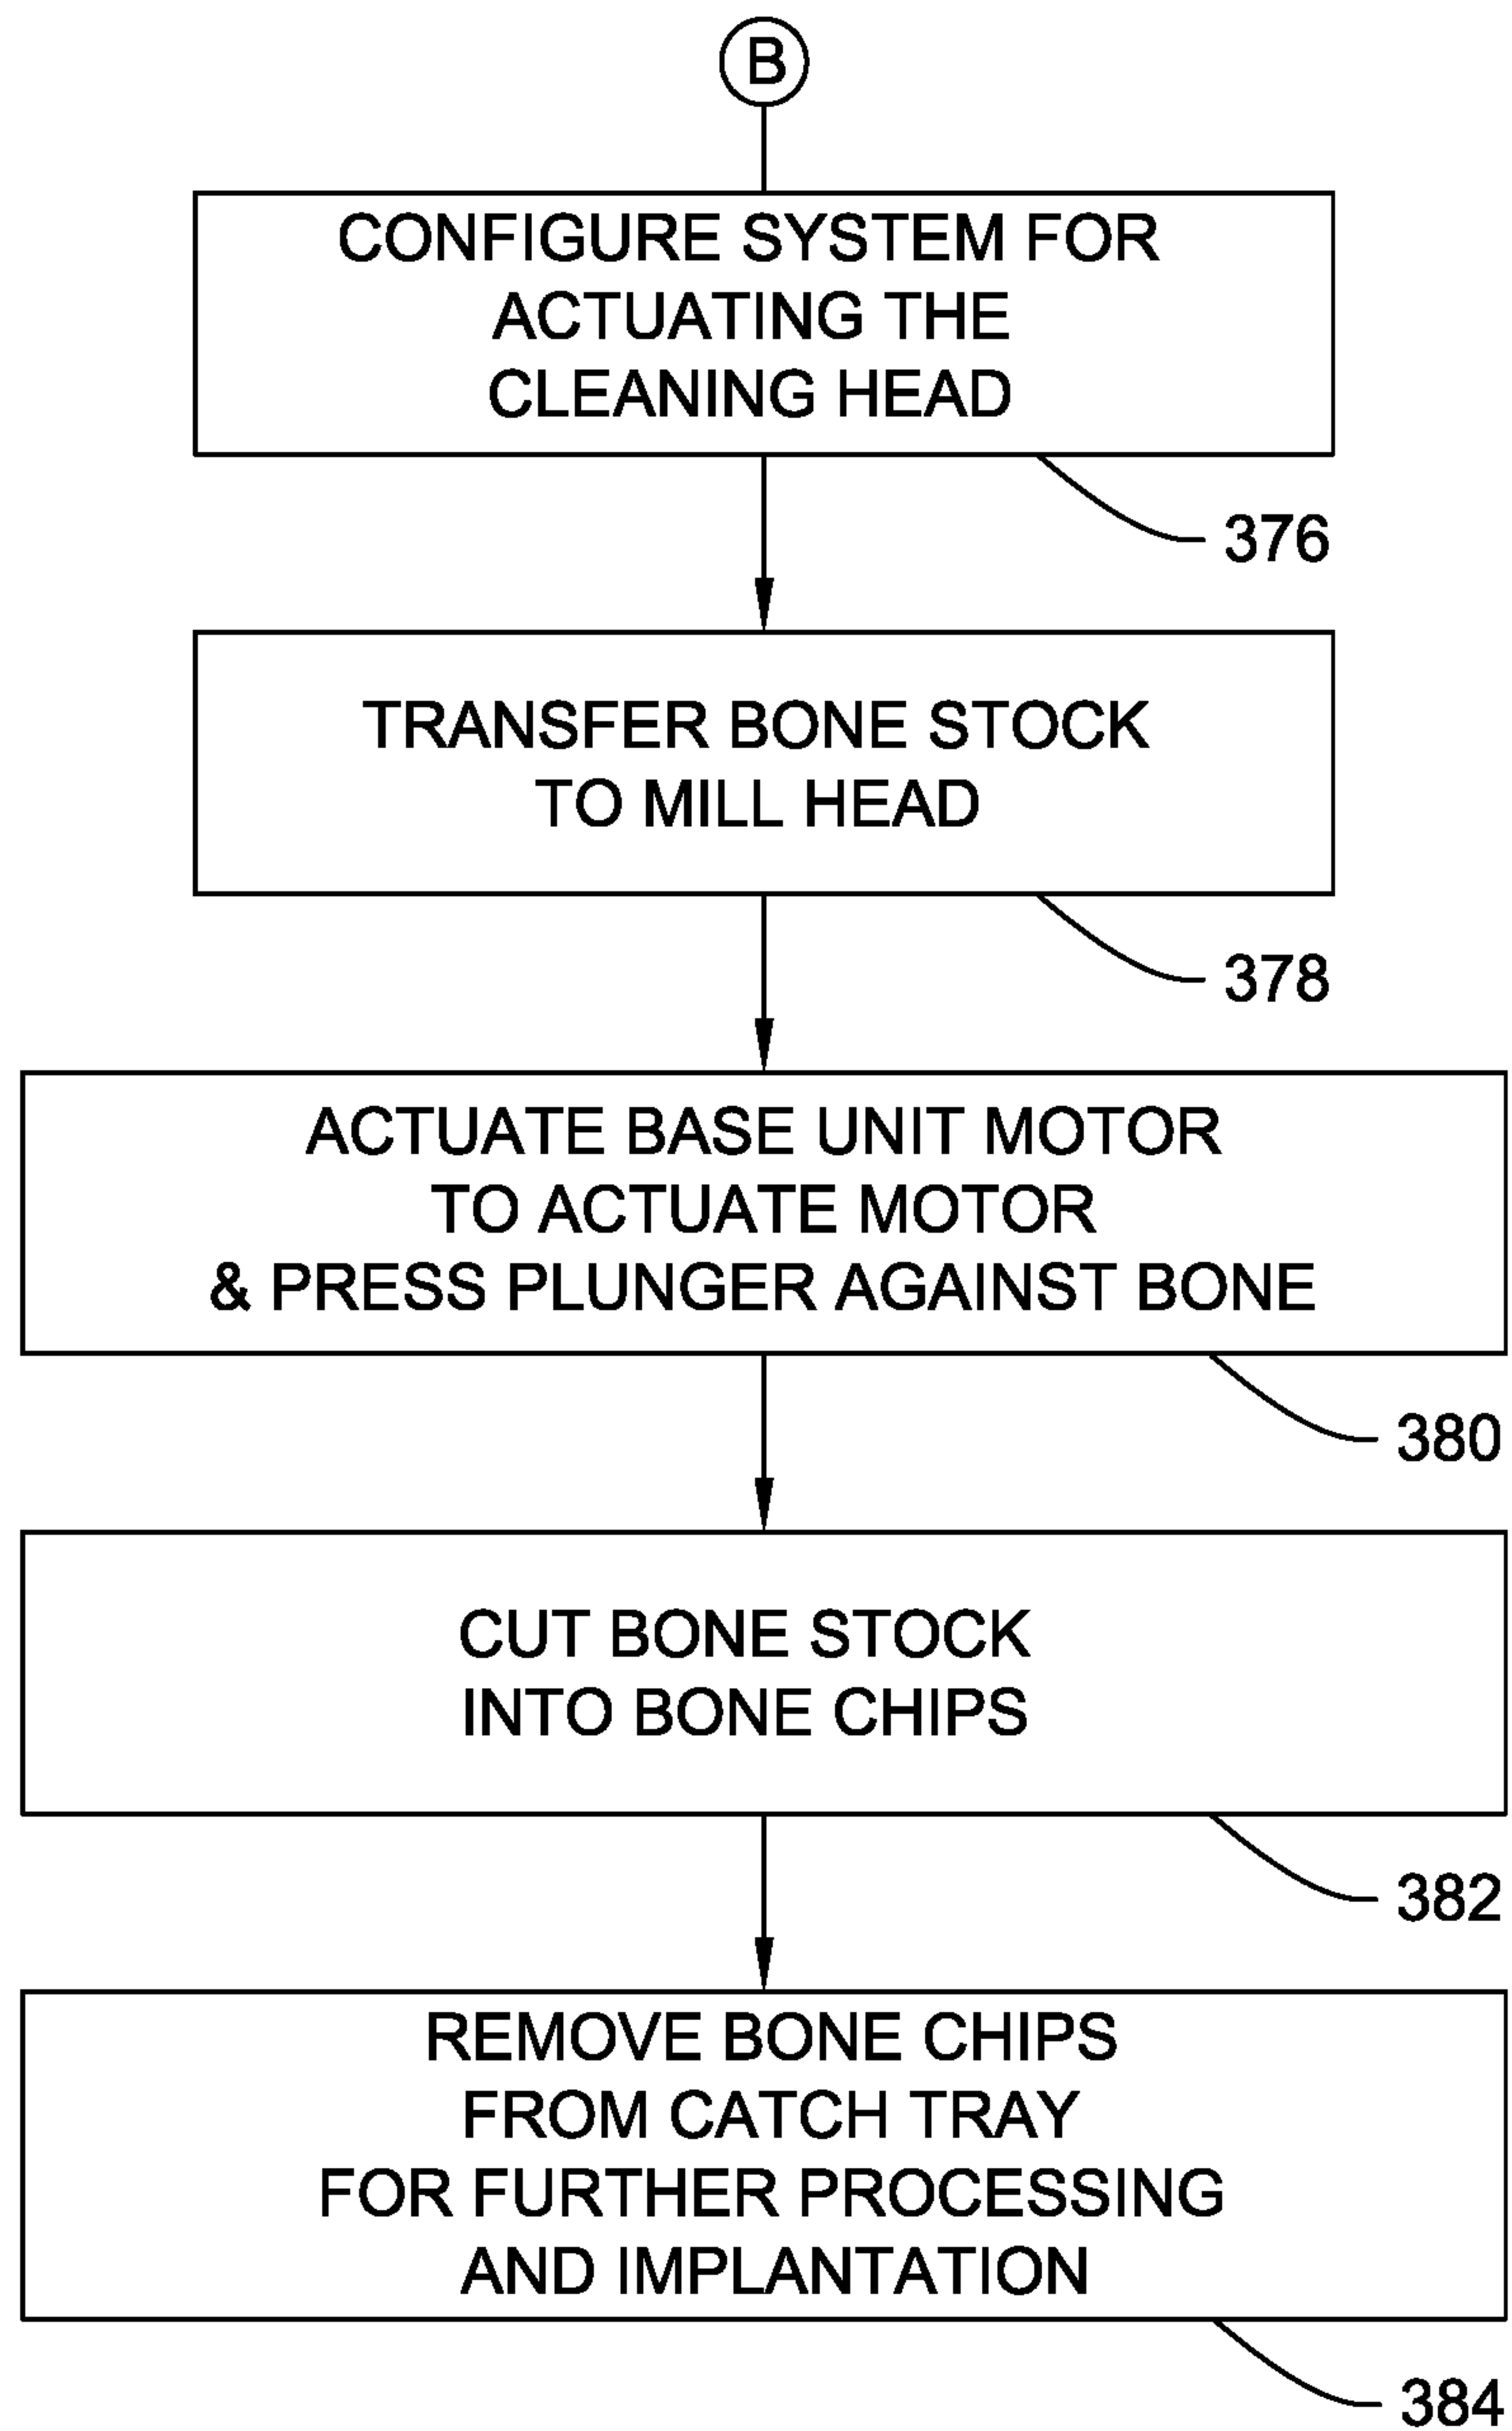 B
CONFIGURE SYSTEM FOR
ACTUATING THE
CLEANING HEAD
376
TRANSFER BONE STOCK
TO MILL HEAD
378
ACTUATE BASE UNIT MOTOR
TO ACTUATE MOTOR
& PRESS PLUNGER AGAINST BONE
380
CUT BONE STOCK
INTO BONE CHIPS
382
REMOVE BONE CHIPS
FROM CATCH TRAY
FOR FURTHER PROCESSING
AND IMPLANTATION
384